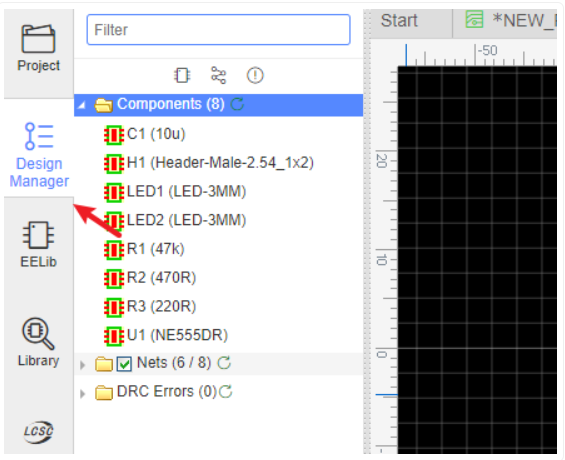 Project
Design
Manager
EELib
Library
LCSC
Filter
Components (8)
C1 (10u)
H1 (Header-Male-2.54_1x2)
LED1 (LED-3MM)
LED2 (LED-3MM)
R1 (47k)
R2 (470R)
R3 (220R)
U1 (NE555DR)
Nets (6 / 8)
DRC Errors (0)
Start
*NEW_
-50
20
10
0